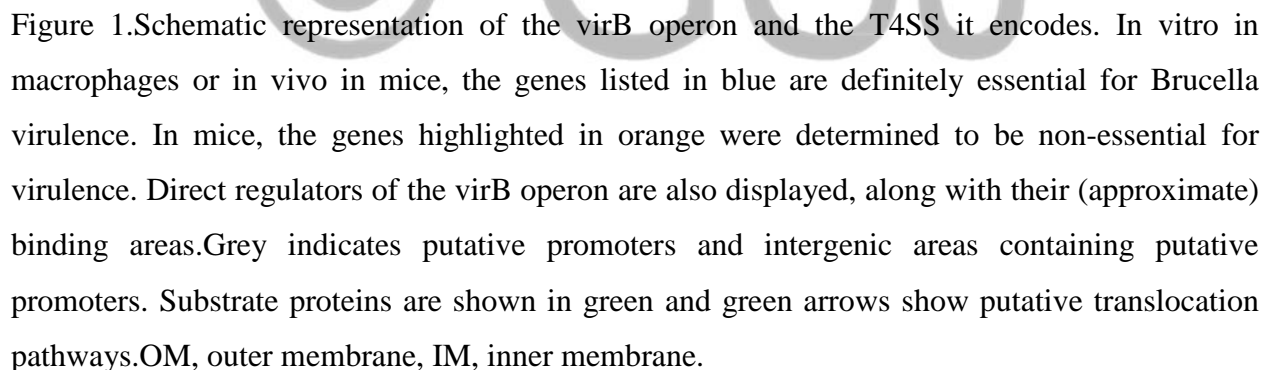 Figure 1.Schematic representation of the virB operon and the T4SS it encodes. In vitro in
macrophages or in vivo in mice, the genes listed in blue are definitely essential for Brucella
virulence. In mice, the genes highlighted in orange were determined to be non-essential for
virulence. Direct regulators of the virB operon are also displayed, along with their (approximate)
binding areas.Grey indicates putative promoters and intergenic areas containing putative
promoters. Substrate proteins are shown in green and green arrows show putative translocation
pathways.OM, outer membrane, IM, inner membrane.